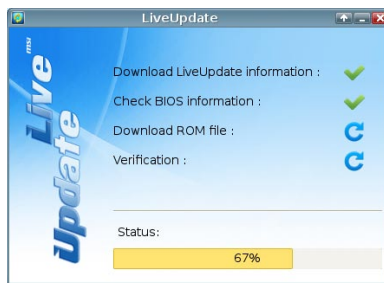 LiveUpdate
msi
Live Update
Download LiveUpdate information :
Check BIOS information :
Download ROM file :
Verification :
Status:
67%